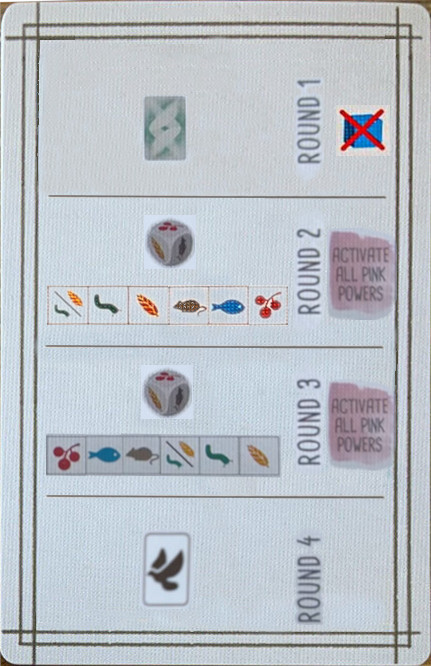 ROUND 1
ROUND 2
ACTIVATE
ALL PINK
POWERS
ROUND 3
ACTIVATE
ALL PINK
POWERS
ROUND 4